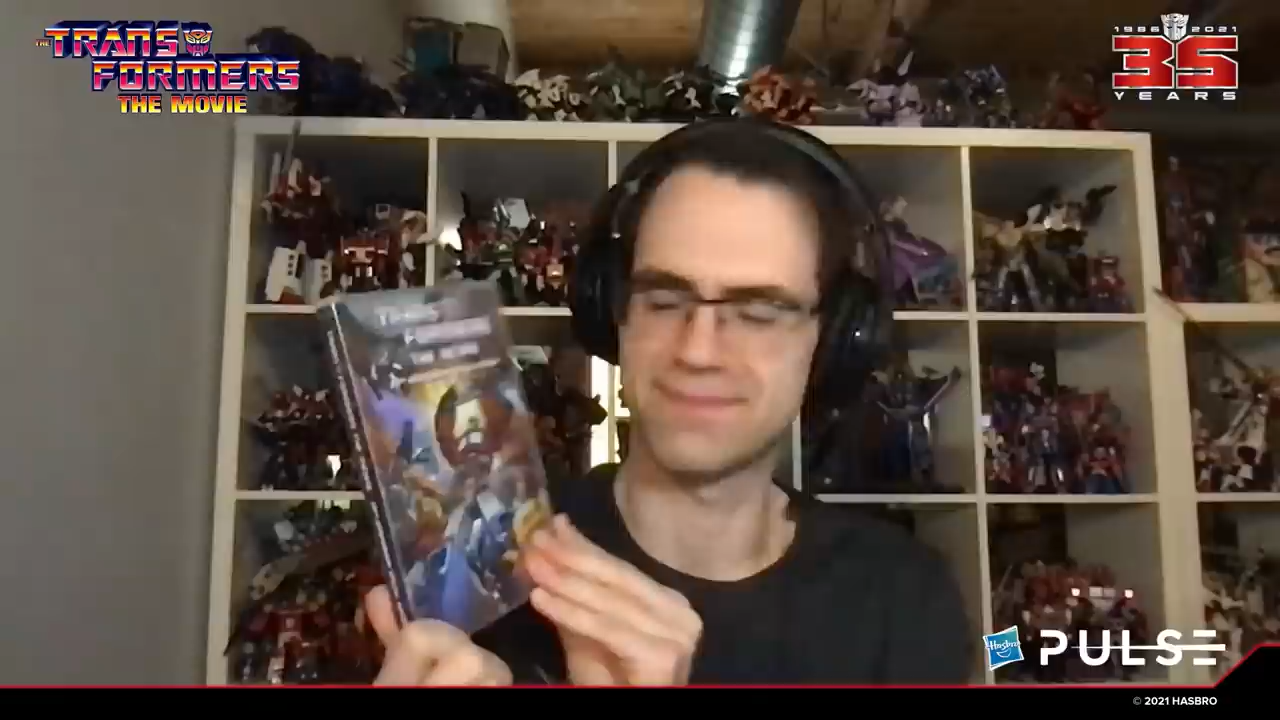 THE TRANS
FORMERS
THE MOVIE
1986 2021
35
YEARS
Hasbro
PULSE
© 2021 HASBRO